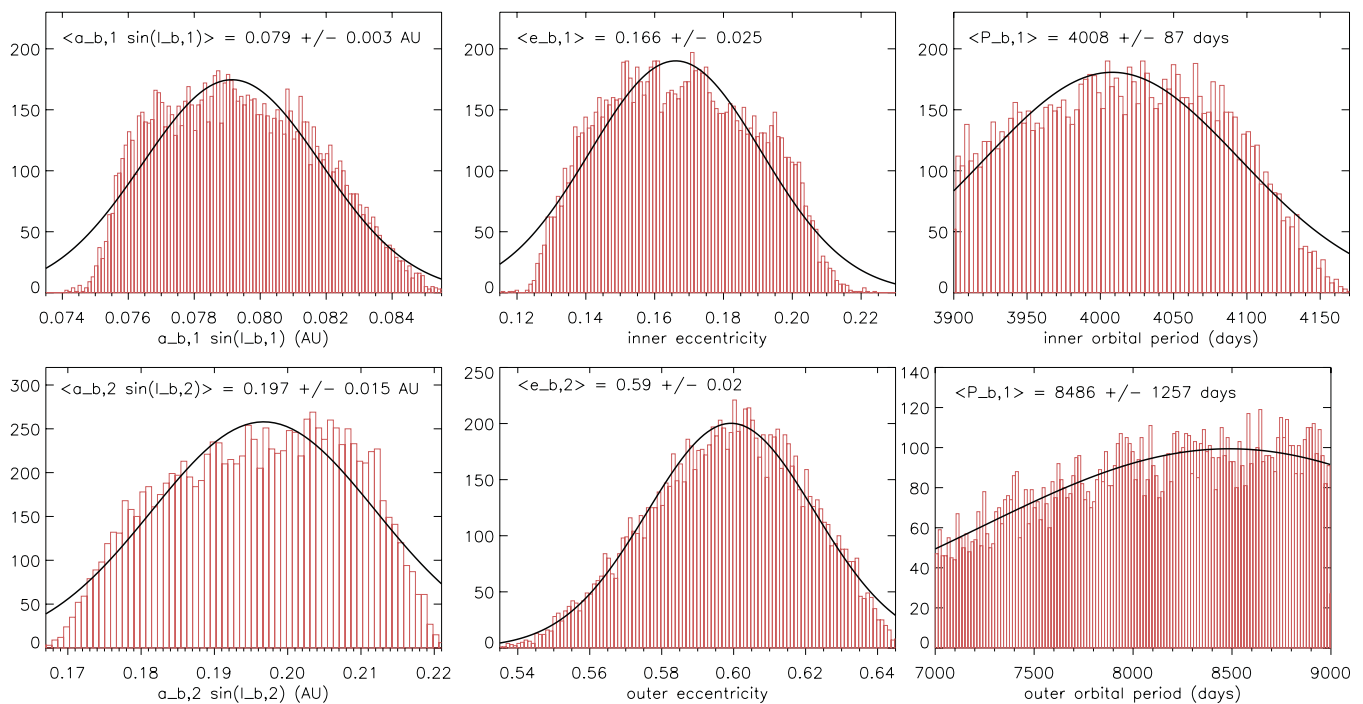 <a_b,1 sin(I_b,1)> = 0.079 +/- 0.003 AU
200
150
100
50
0
0.074 0.076 0.078 0.080 0.082 0.084
a_b,1 sin(I_b,1) (AU)
<e_b,1> = 0.166 +/- 0.025
200
150
100
50
0
0.12 0.14 0.16 0.18 0.20 0.22
inner eccentricity
<P_b,1> = 4008 +/- 87 days
200
150
100
50
0
3900 3950 4000 4050 4100 4150
inner orbital period (days)
300
<a_b,2 sin(I_b,2)> = 0.197 +/- 0.015 AU
250
200
150
100
50
0
0.17 0.18 0.19 0.20 0.21 0.22
a_b,2 sin(I_b,2) (AU)
250
<e_b,2> = 0.59 +/- 0.02
200
150
100
50
0
0.54 0.56 0.58 0.60 0.62 0.64
outer eccentricity
140
<P_b,1> = 8486 +/- 1257 days
120
100
80
60
40
20
0
7000 7500 8000 8500 9000
outer orbital period (days)